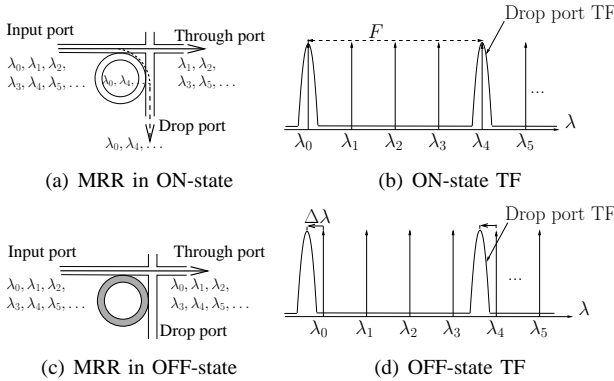 Input port
Through port
λ0, λ1, λ2,
λ3, λ4, λ5, . . .
λ0, λ4, ...
λ1, λ2,
λ3, λ5, . . .
Drop port
λ0, λ4, . . .
(a) MRR in ON-state
Drop port TF
F
...
λ
λ0
λ1
λ2
λ3
λ4
λ5
(b) ON-state TF
Input port
Through port
λ0, λ1, λ2,
λ3, λ4, λ5, . . .
λ0, λ1, λ2,
λ3, λ4, λ5, . . .
Drop port
(c) MRR in OFF-state
Δλ
Drop port TF
...
λ
λ0
λ1
λ2
λ3
λ4
λ5
(d) OFF-state TF